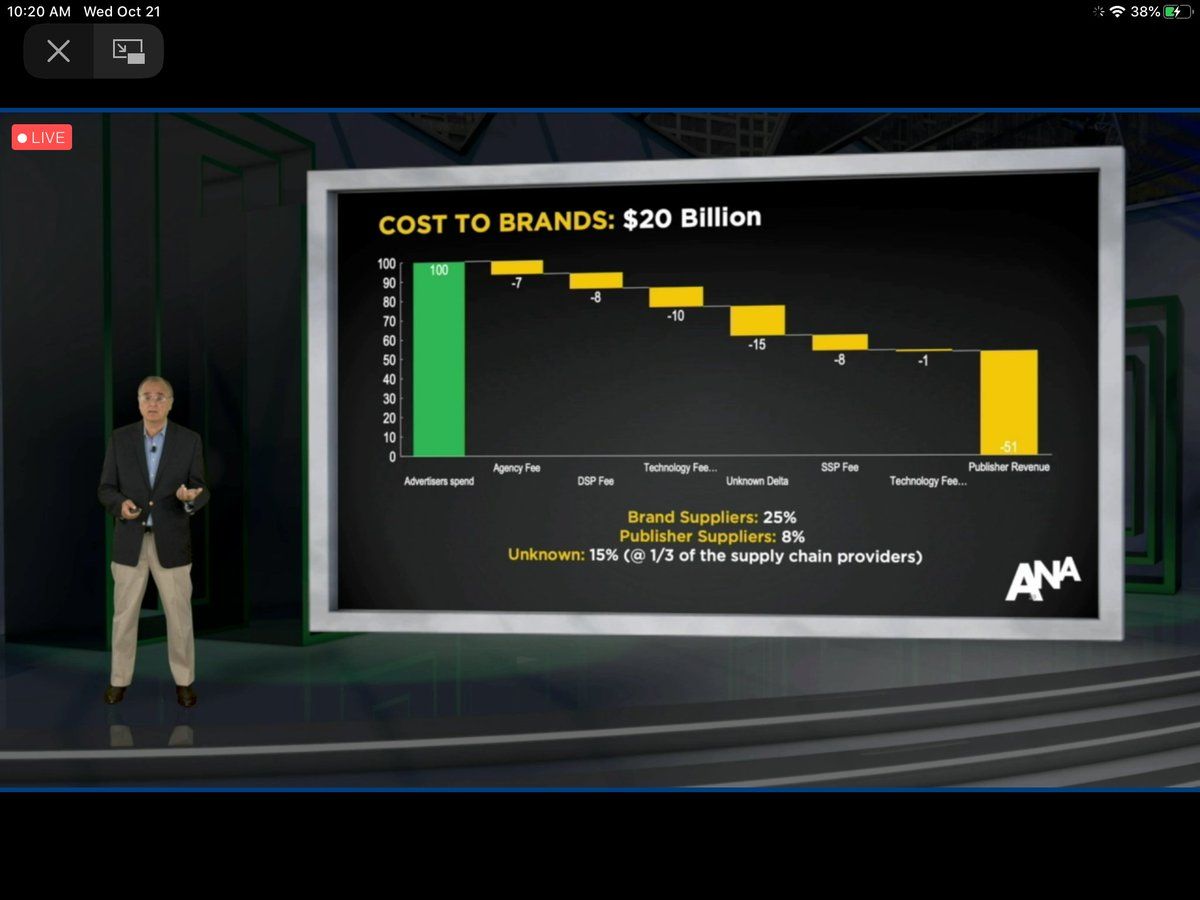 10:20 AM Wed Oct 21
38%
LIVE
COST TO BRANDS: $20 Billion
100
90
80
70
60
50
40
30
20
10
0
100
-7
-8
-10
-15
-8
-1
-51
Advertisers spend
Agency Fee
DSP Fee
Technology Fee...
Unknown Delta
SSP Fee
Technology Fee...
Publisher Revenue
Brand Suppliers: 25%
Publisher Suppliers: 8%
Unknown: 15% (@ 1/3 of the supply chain providers)
ANA